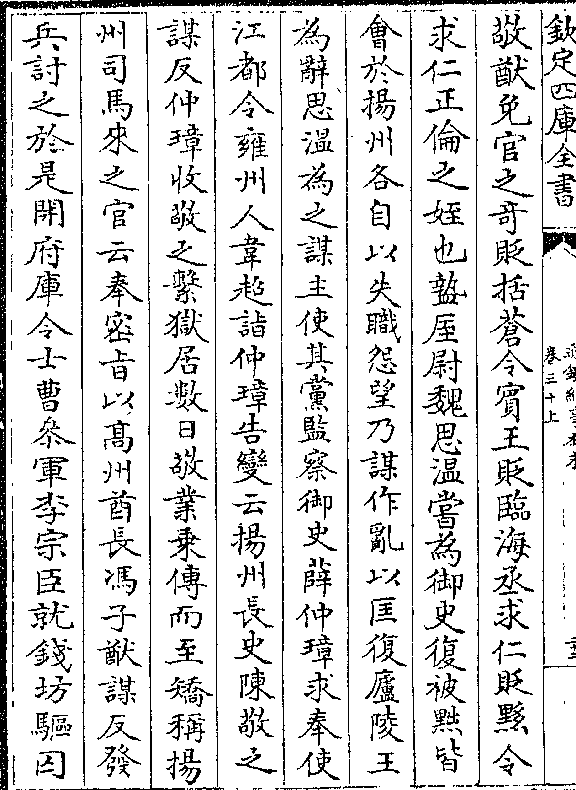 欽定四庫全書
卷三十上
敬猷免官之奇貶括蒼令賓王貶臨海丞求仁貶黟令
求仁正倫之姪也盩厔尉魏思溫嘗為御史復被黜皆
會於揚州各自以失職怨望乃謀作亂以匡復廬陵王
為辭思溫為之謀主使其黨監察御史薛仲璋求奉使
江都令雍州人韋超詣仲璋告變云揚州長史陳敬之
謀反仲璋收敬之繫獄居数日敬業乗傳而至矯稱揚
州司馬來之官云奉密旨以髙州酋長馮子猷謀反發
兵討之於是開府庫令士曹叅軍李宗臣就錢坊驅囚